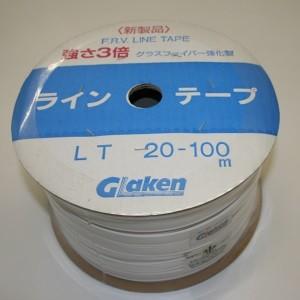 〈新製品〉
F.R.V. LINE TAPE
強さ3倍 グラスファイバー強化製
ライン テープ
LT-20-100m
Glaken